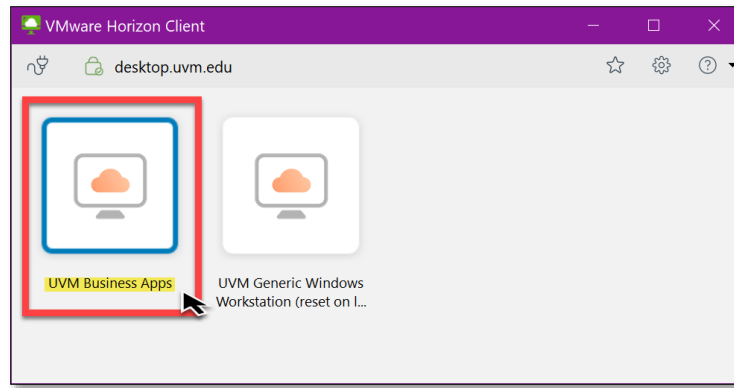 VMware Horizon Client
desktop.uvm.edu
UVM Business Apps
UVM Generic Windows
Workstation (reset on l...